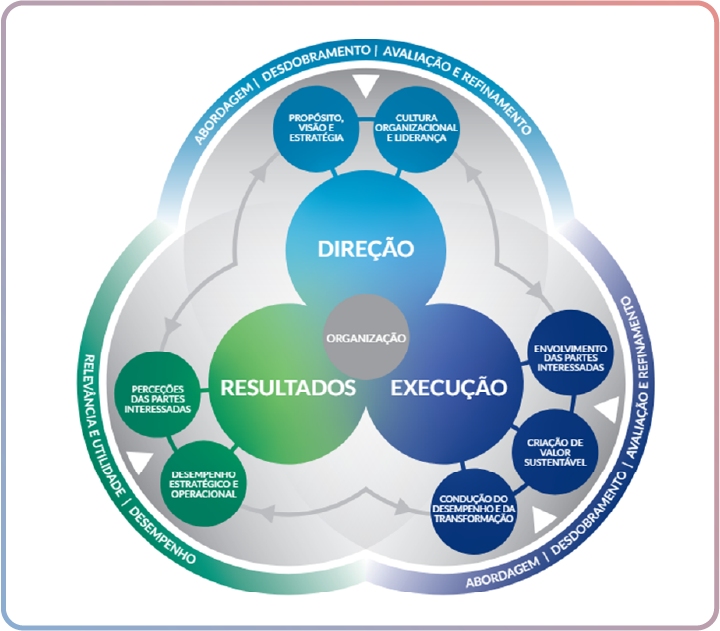 ABORDAGEM | DESDOBRAMENTO | AVALIAÇÃO E REFINAMENTO
PROPÓSITO,
VISÃO E
ESTRATÉGIA
CULTURA
ORGANIZACIONAL
E LIDERANÇA
DIREÇÃO
ORGANIZAÇÃO
RESULTADOS
EXECUÇÃO
PERCEÇÕES
DAS PARTES
INTERESSADAS
DESEMPENHO
ESTRATÉGICO E
OPERACIONAL
ENVOLVIMENTO
DAS PARTES
INTERESSADAS
CRIAÇÃO DE
VALOR
SUSTENTÁVEL
CONDUÇÃO DO
DESEMPENHO E DA
TRANSFORMAÇÃO
RELEVÂNCIA E UTILIDADE | DESEMPENHO
ABORDAGEM | DESDOBRAMENTO | AVALIAÇÃO E REFINAMENTO